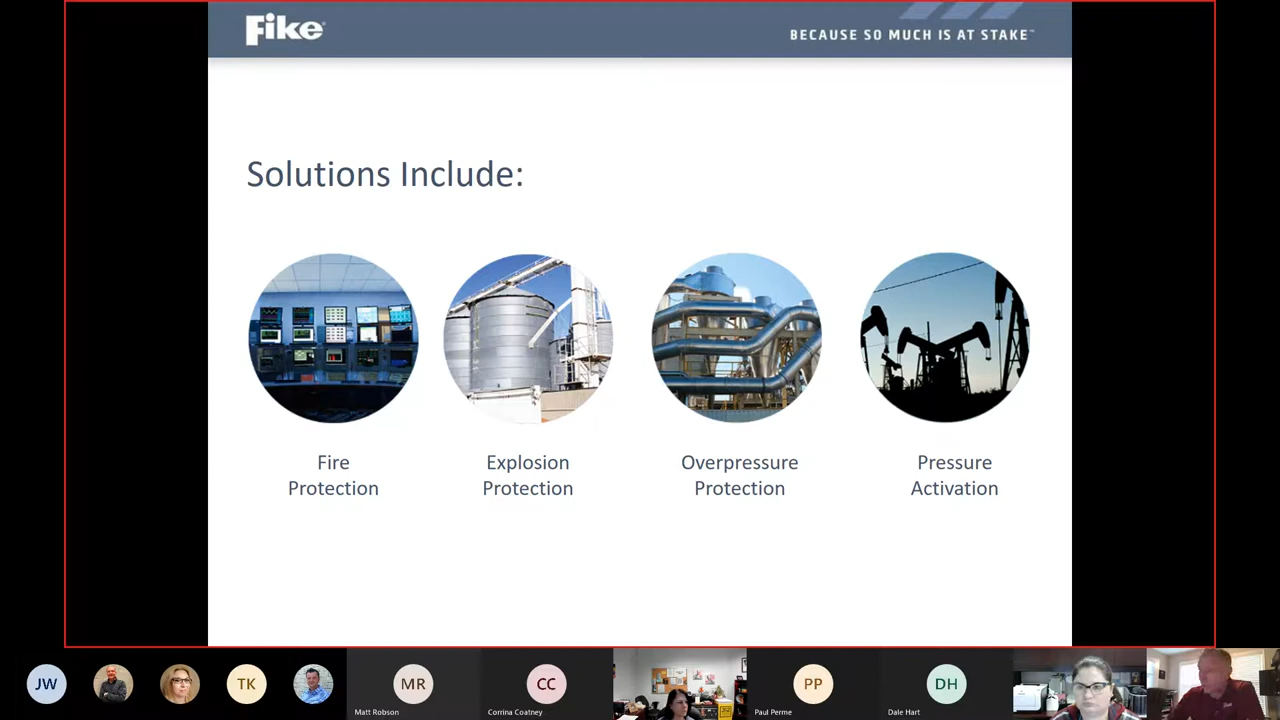 Fike
BECAUSE SO MUCH IS AT STAKE™
Solutions Include:
Fire
Protection
Explosion
Protection
Overpressure
Protection
Pressure
Activation
JW
TK
MR
CC
PP
DH
Matt Robson
Corrina Coatney
Paul Perme
Dale Hart